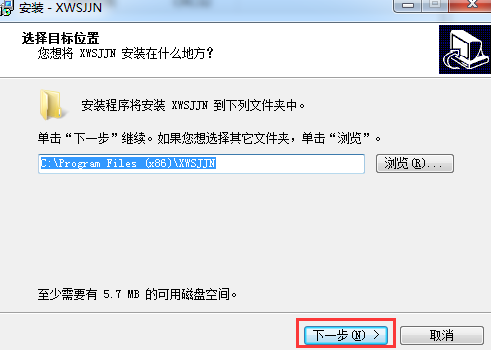 安装 - XWSJJN
选择目标位置
您想将 XWSJJN 安装在什么地方?
安装程序将安装 XWSJJN 到下列文件夹中。
单击“下一步”继续。如果您想选择其它文件夹，单击“浏览”。
C:\Program Files (x86)\XWSJJN
浏览(R)...
至少需要有 5.7 MB 的可用磁盘空间。
下一步(N) >
取消